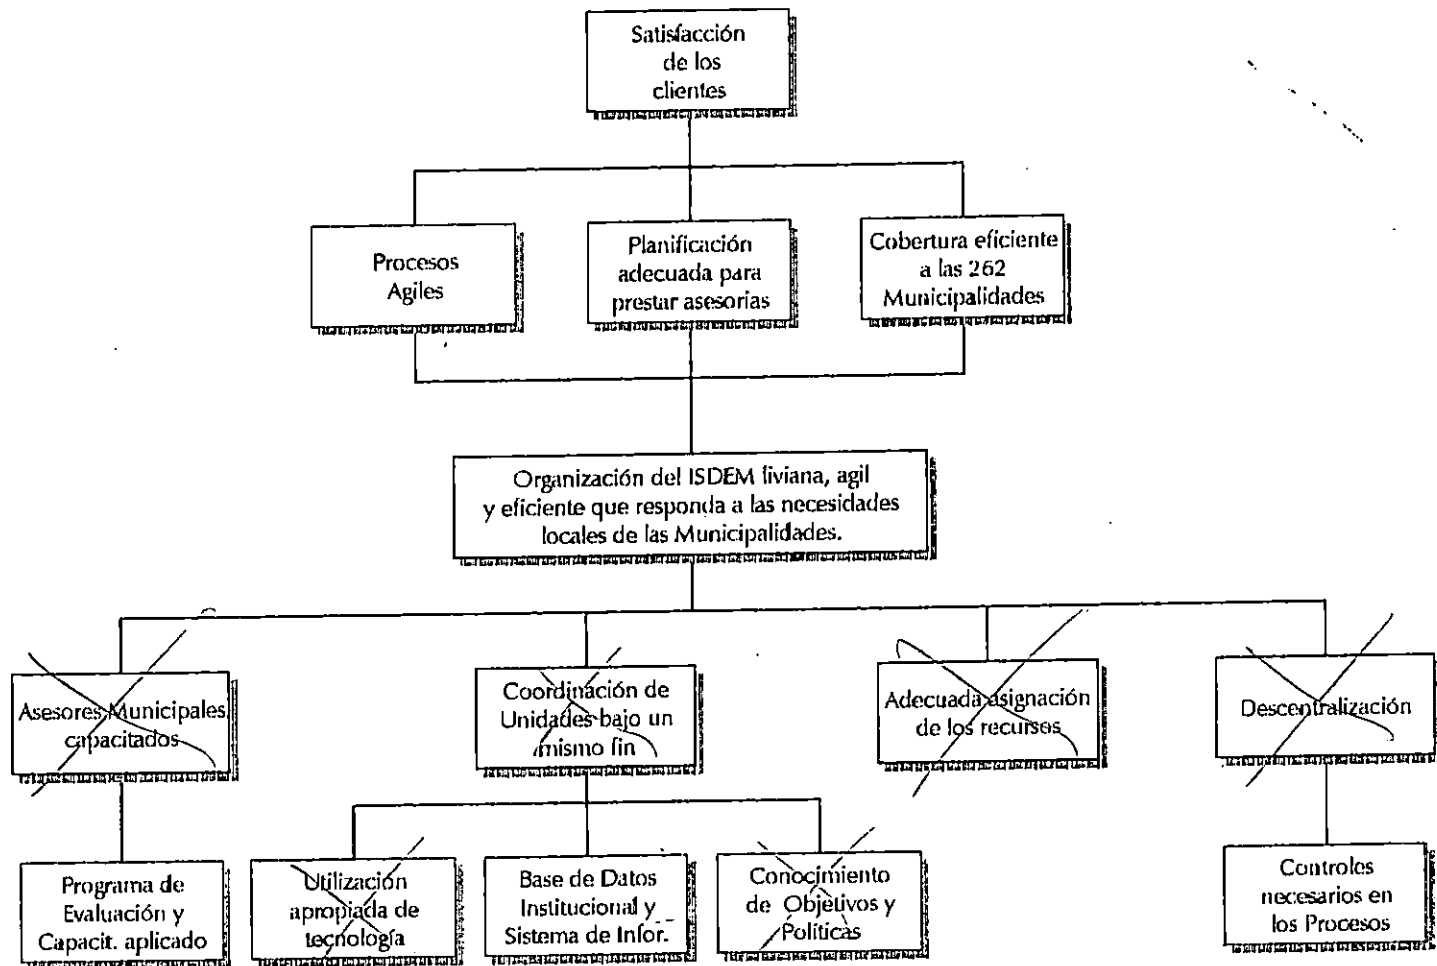 Satisfacción
de los
clientes
Procesos
Agiles
Planificación
adecuada para
prestar asesorias
Cobertura eficiente
a las 262
Municipalidades
Organización del ISDEM liviana, agil
y eficiente que responda a las necesidades
locales de las Municipalidades.
Asesores Municipales
capacitados
Coordinación de
Unidades bajo un
mismo fin
Adecuada asignación
de los recursos
Descentralización
Programa de
Evaluación y
Capacit. aplicado
Utilización
apropiada de
tecnología
Base de Datos
Institucional y
Sistema de Infor.
Conocimiento
de Objetivos y
Políticas
Controles
necesarios en
los Procesos